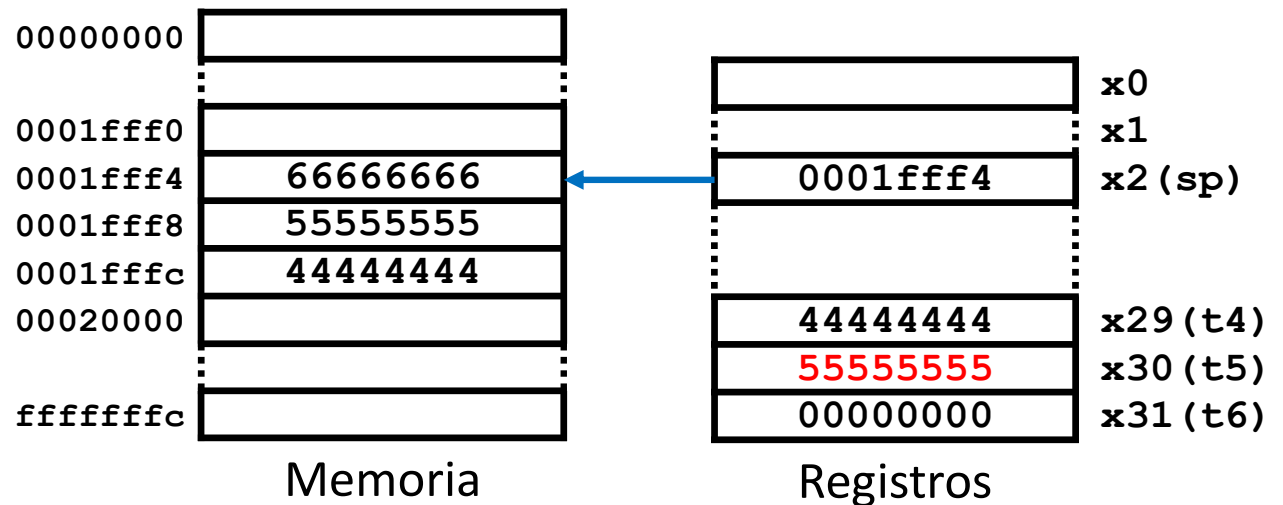 00000000
x0
0001fff0
x1
0001fff4 66666666 0001fff4 x2(sp)
0001fff8 55555555
0001fffc 44444444
00020000 44444444 x29(t4)
55555555 x30(t5)
fffffffc 00000000 x31(t6)
Memoria Registros